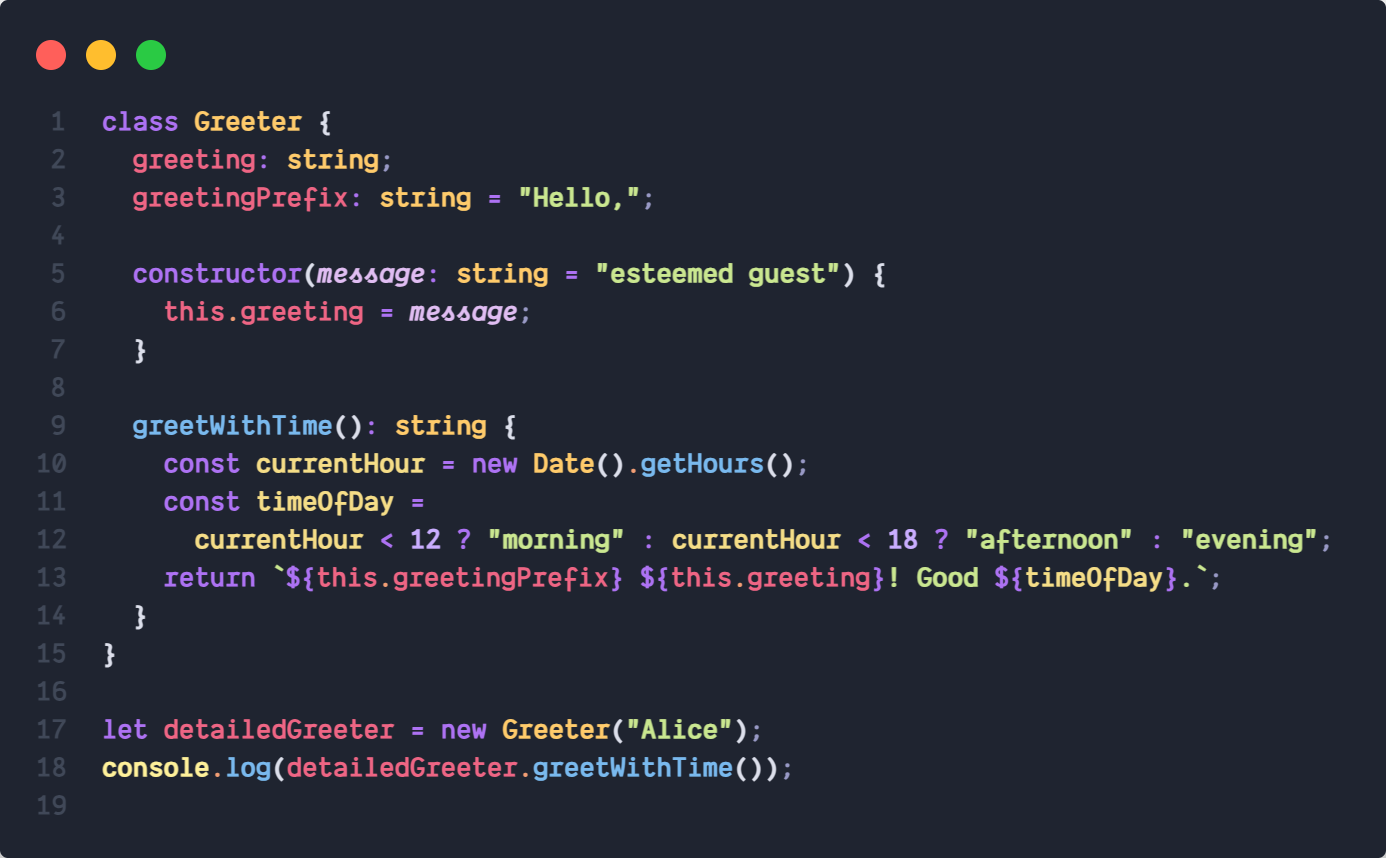 1 class Greeter {
2   greeting: string;
3   greetingPrefix: string = "Hello,";
4
5   constructor(message: string = "esteemed guest") {
6     this.greeting = message;
7   }
8
9   greetWithTime(): string {
10     const currentHour = new Date().getHours();
11     const timeOfDay =
12       currentHour < 12 ? "morning" : currentHour < 18 ? "afternoon" : "evening";
13     return `${this.greetingPrefix} ${this.greeting}! Good ${timeOfDay}.`;
14   }
15 }
16
17 let detailedGreeter = new Greeter("Alice");
18 console.log(detailedGreeter.greetWithTime());
19